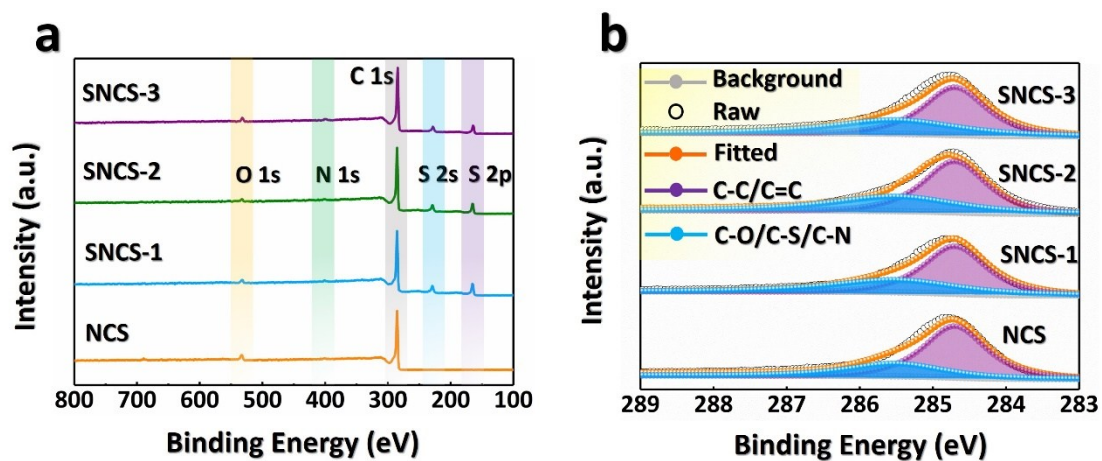 a
SNCS-3
C 1s
SNCS-2
O 1s
N 1s
S 2s
S 2p
SNCS-1
NCS
800
700
600
500
400
300
200
100
Binding Energy (eV)
Intensity (a.u.)
b
Background
Raw
Fitted
C-C/C=C
C-O/C-S/C-N
SNCS-3
SNCS-2
SNCS-1
NCS
289
288
287
286
285
284
283
Binding Energy (eV)
Intensity (a.u.)